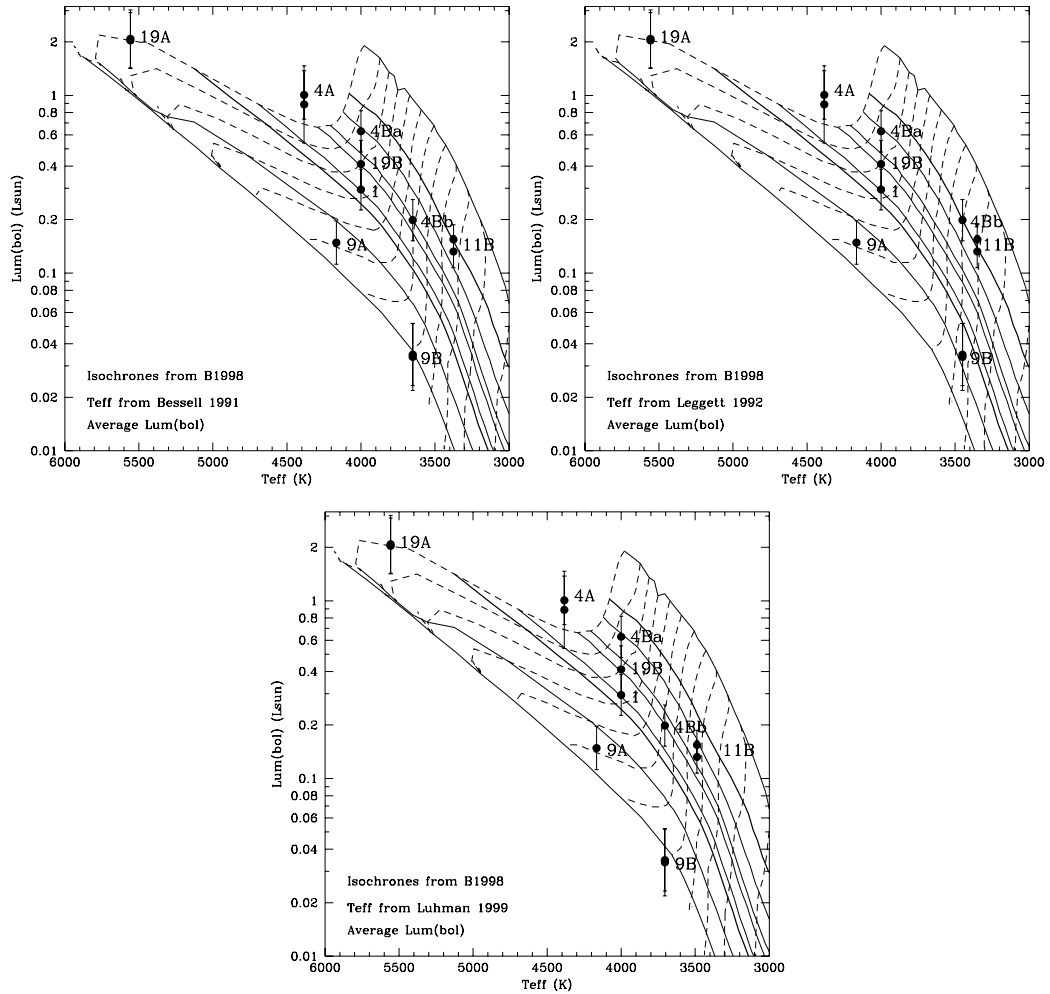 2
1
0.8
0.6
0.4
0.2
0.1
0.08
0.06
0.04
0.02
0.01
Lum(bol) (Lsun)
19A
4A
4Ba
19B
1
4Bb
11B
9A
9B
Isochrones from B1998
Teff from Bessell 1991
Average Lum(bol)
6000 5500 5000 4500 4000 3500 3000
Teff (K)
2
1
0.8
0.6
0.4
0.2
0.1
0.08
0.06
0.04
0.02
0.01
Lum(bol) (Lsun)
19A
4A
4Ba
19B
1
4Bb
11B
9A
9B
Isochrones from B1998
Teff from Leggett 1992
Average Lum(bol)
6000 5500 5000 4500 4000 3500 3000
Teff (K)
2
1
0.8
0.6
0.4
0.2
0.1
0.08
0.06
0.04
0.02
0.01
Lum(bol) (Lsun)
19A
4A
4Ba
19B
1
4Bb
11B
9A
9B
Isochrones from B1998
Teff from Luhman 1999
Average Lum(bol)
6000 5500 5000 4500 4000 3500 3000
Teff (K)